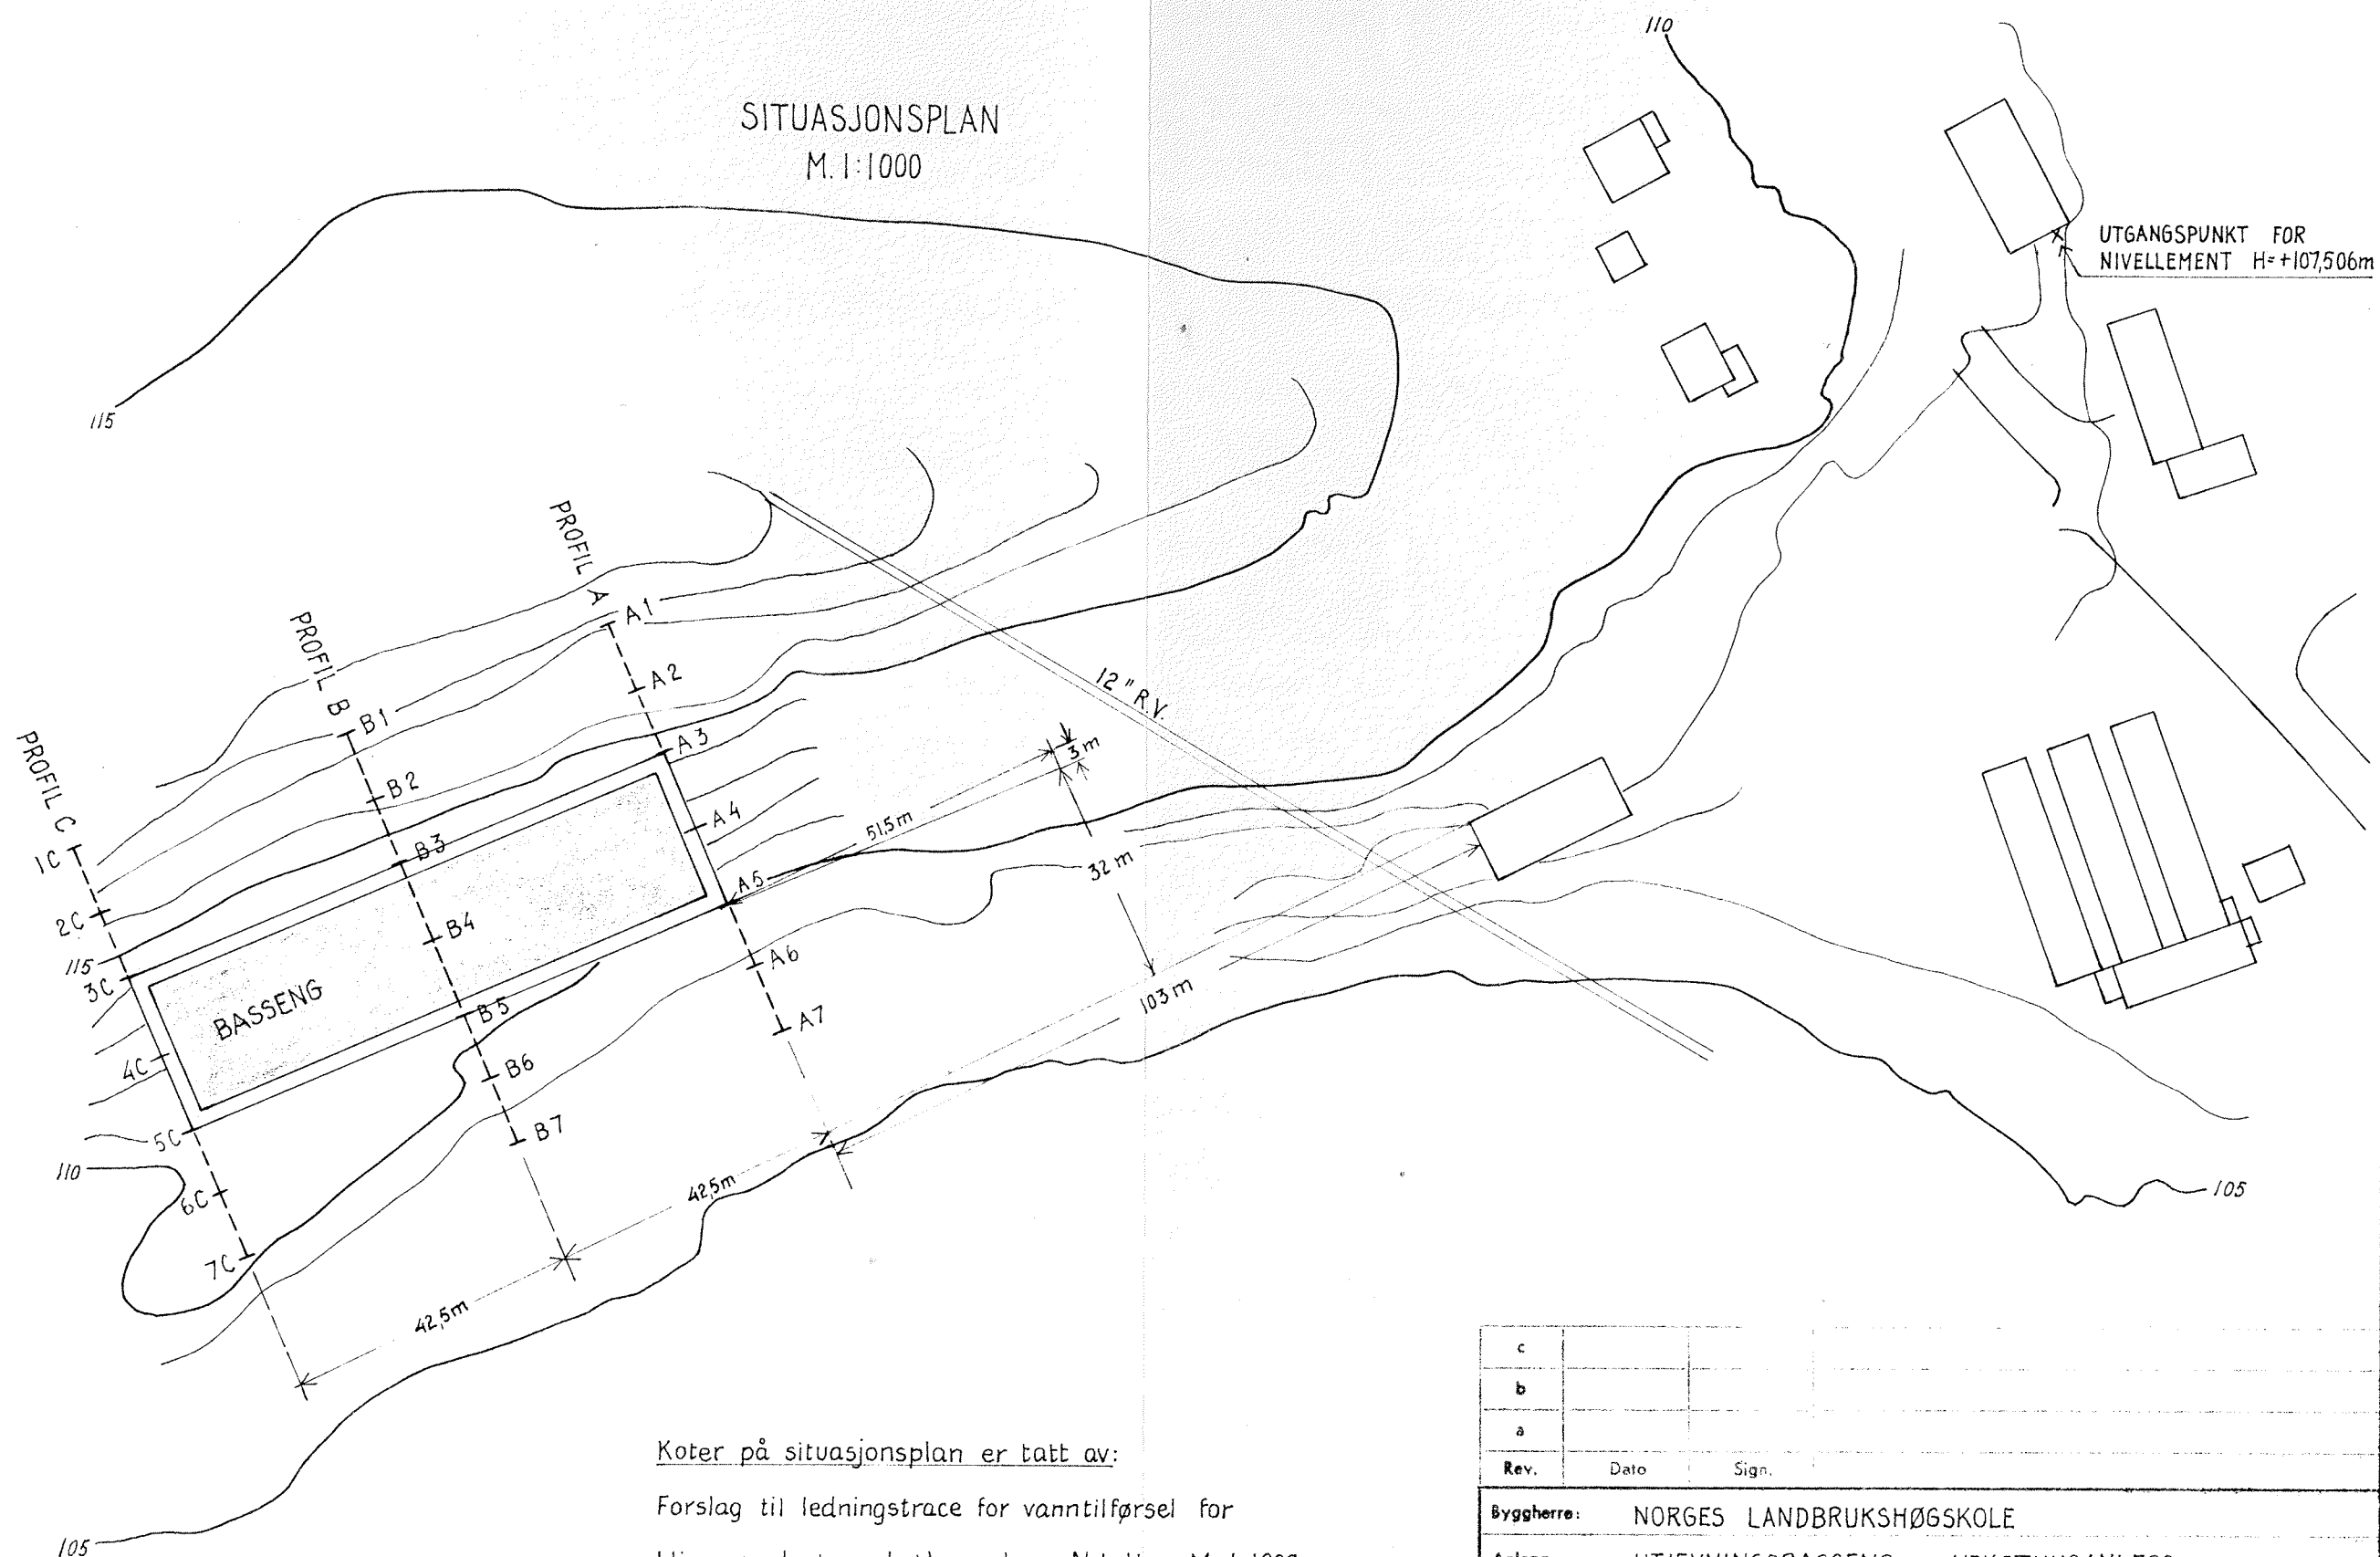 SITUASJONSPLAN
M. 1:1000
110
115
UTGANGSPUNKT FOR
NIVELLEMENT H=+107,506m
PROFIL A
PROFIL B
PROFIL C
A1
A2
A3
A4
A5
A6
A7
B1
B2
B3
B4
B5
B6
B7
1C
2C
115
3C
4C
5C
110
6C
7C
BASSENG
12" R.V.
3m
51,5m
32 m
103 m
42,5m
42,5m
105
105
Koter på situasjonsplan er tatt av:
Forslag til ledningstrace for vanntilførsel for
c
b
a
Rev. Dato Sign.
Byggherre: NORGES LANDBRUKSHØGSKOLE